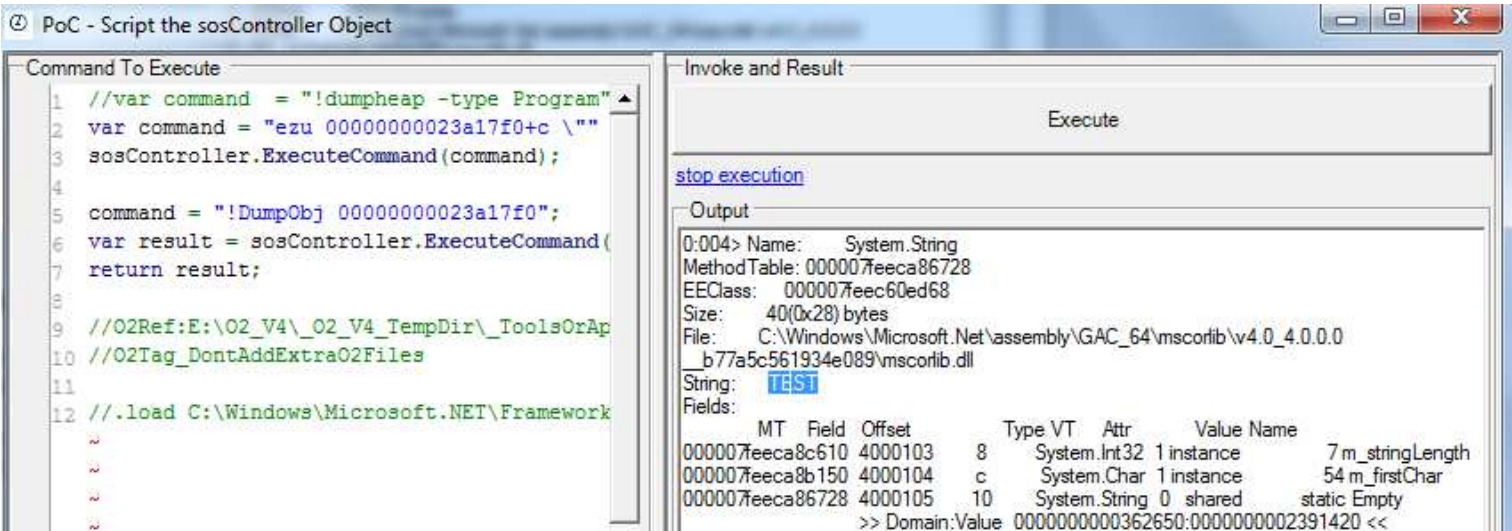 PoC - Script the sosController Object
Command To Execute
1 //var command = "!dumpheap -type Program"
2 var command = "ezu 00000000023a17f0+c \""
3 sosController.ExecuteCommand(command);
4
5 command = "!DumpObj 00000000023a17f0";
6 var result = sosController.ExecuteCommand(
7 return result;
8
9 //O2Ref:E:\O2_V4\_O2_V4_TempDir\_ToolsOrAp
10 //O2Tag_DontAddExtraO2Files
11
12 //.load C:\Windows\Microsoft.NET\Framework
~
~
~
~
Invoke and Result
Execute
stop execution
Output
0:004> Name: System.String
MethodTable: 000007feeca86728
EEClass: 000007feec60ed68
Size: 40(0x28) bytes
File: C:\Windows\Microsoft.Net\assembly\GAC_64\mscorlib\v4.0_4.0.0.0
__b77a5c561934e089\mscorlib.dll
String: TEST
Fields:
MT Field Offset Type VT Attr Value Name
000007feeca8c610 4000103 8 System.Int32 1 instance 7 m_stringLength
000007feeca8b150 4000104 c System.Char 1 instance 54 m_firstChar
000007feeca86728 4000105 10 System.String 0 shared static Empty
>> Domain:Value 0000000000362650:0000000002391420 <<